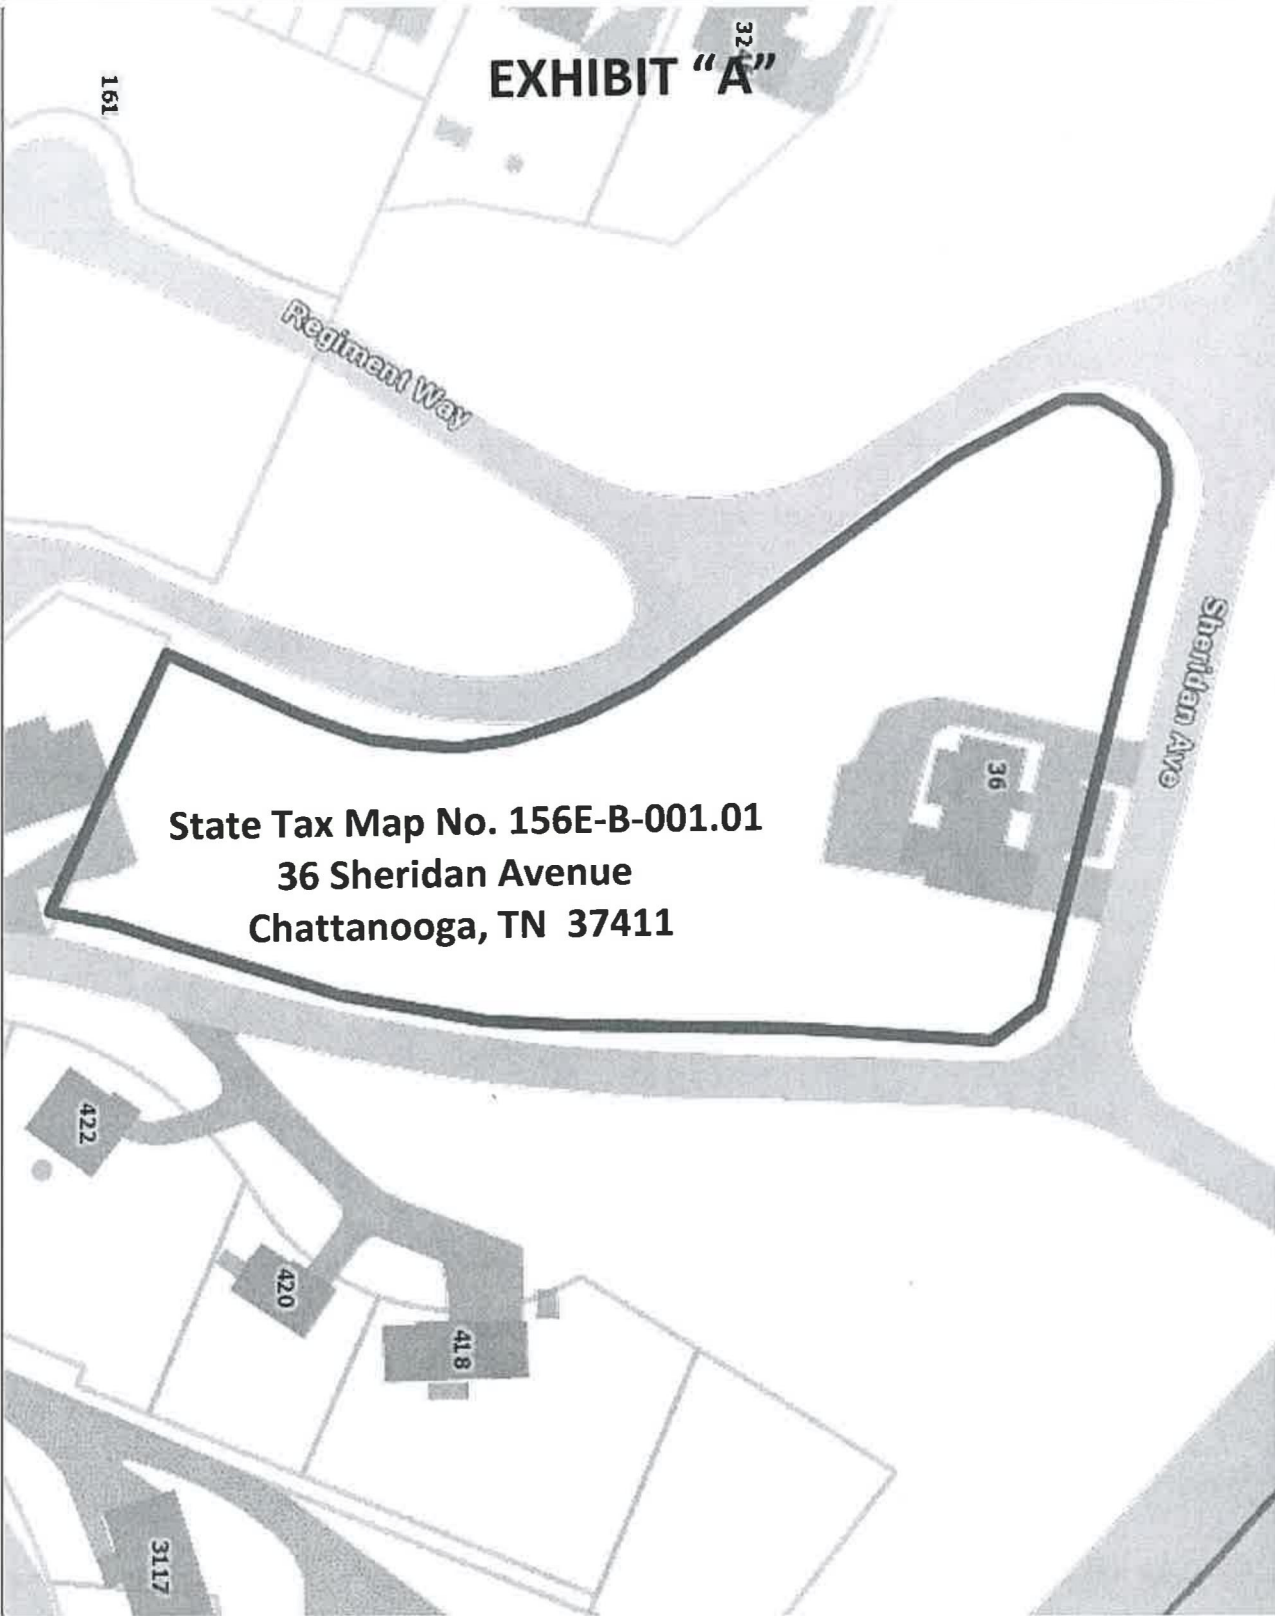 EXHIBIT “A”
161
Regiment Way
Sheridan Ave
36
State Tax Map No. 156E-B-001.01
36 Sheridan Avenue
Chattanooga, TN 37411
422
420
418
3117